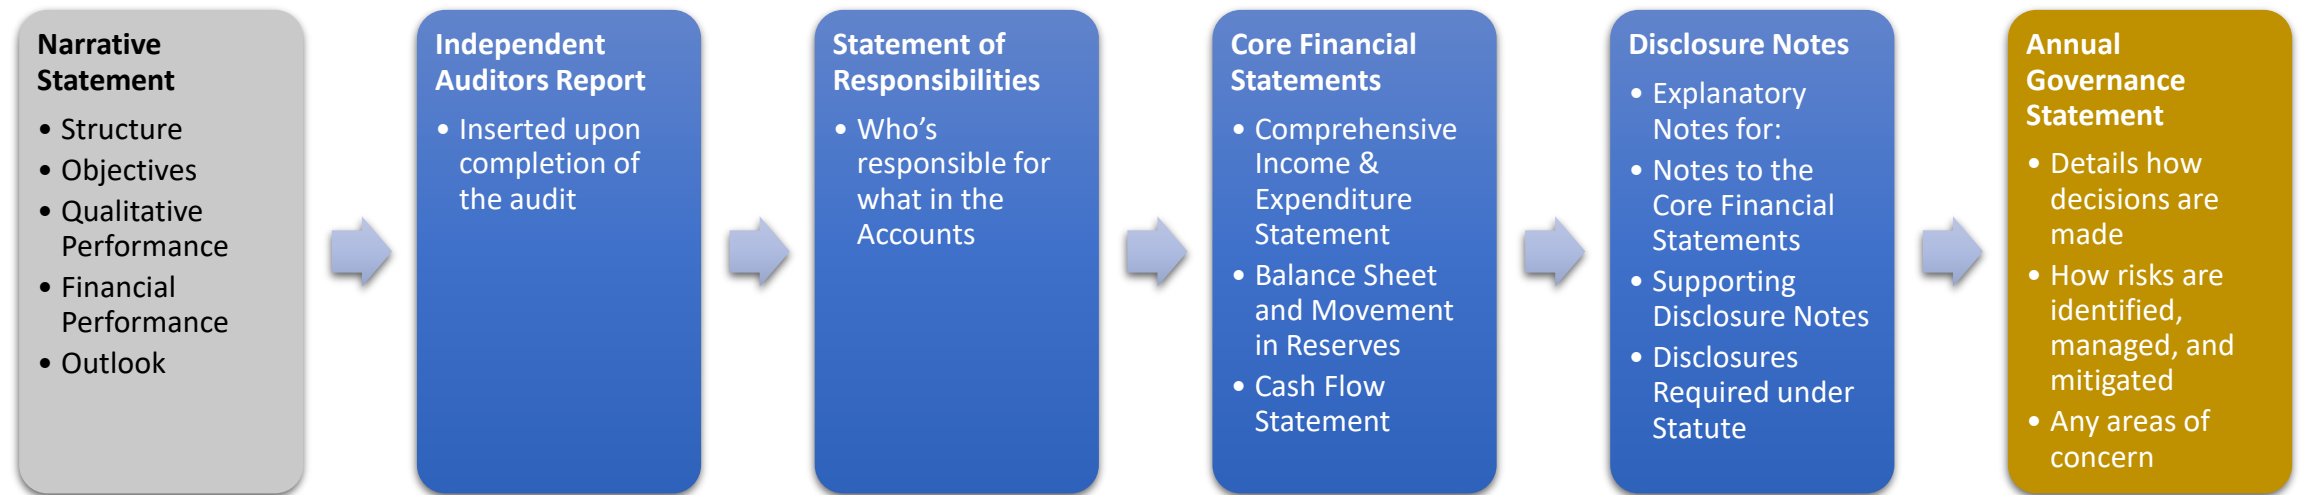 Narrative
Statement
• Structure
• Objectives
• Qualitative
Performance
• Financial
Performance
• Outlook
Independent
Auditors Report
• Inserted upon
completion of
the audit
Statement of
Responsibilities
• Who’s
responsible for
what in the
Accounts
Core Financial
Statements
• Comprehensive
Income &
Expenditure
Statement
• Balance Sheet
and Movement
in Reserves
• Cash Flow
Statement
Disclosure Notes
• Explanatory
Notes for:
• Notes to the
Core Financial
Statements
• Supporting
Disclosure Notes
• Disclosures
Required under
Statute
Annual
Governance
Statement
• Details how
decisions are
made
• How risks are
identified,
managed, and
mitigated
• Any areas of
concern